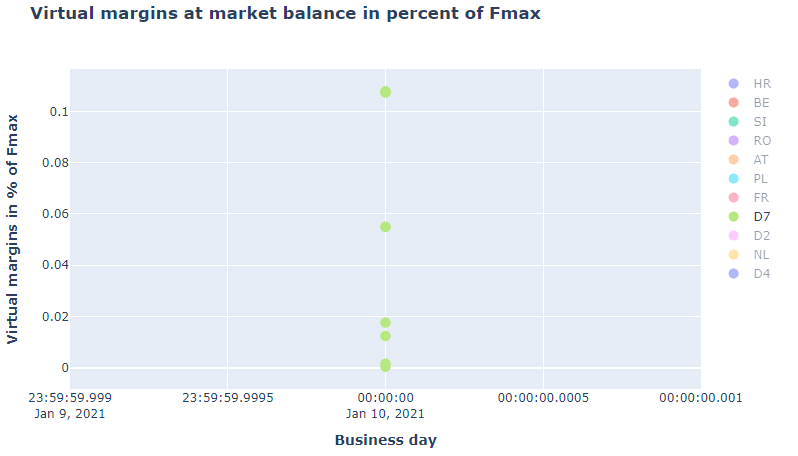 Virtual margins at market balance in percent of Fmax
Virtual margins in % of Fmax
0.1
0.08
0.06
0.04
0.02
0
23:59:59.999
Jan 9, 2021
23:59:59.9995
00:00:00
Jan 10, 2021
00:00:00.0005
00:00:00.001
Business day
HR
BE
SI
RO
AT
PL
FR
D7
D2
NL
D4